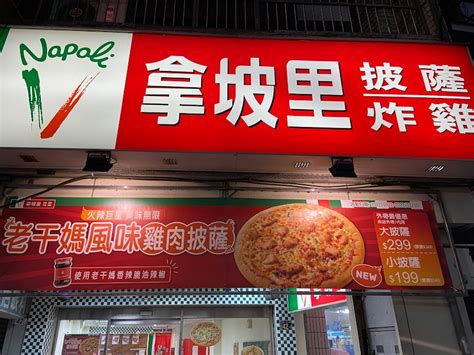 Napoli
拿坡里
披薩
炸雞
火辣巨星 美味無限
老干媽風味雞肉披薩
使用老干媽香辣脆油辣椒
NEW
外帶最優惠
大披薩
$299
小披薩
$199